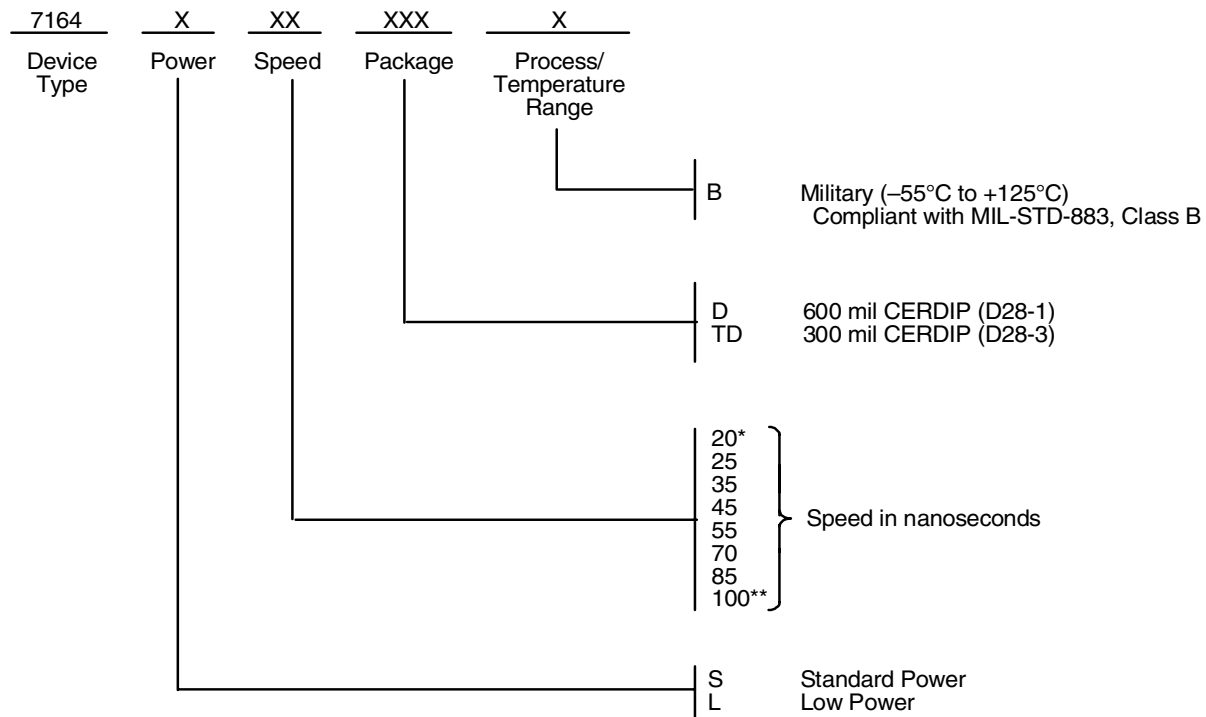 7164 X XX XXX X
Device Type Power Speed Package Process/ Temperature Range
B Military (–55°C to +125°C)
Compliant with MIL-STD-883, Class B
D 600 mil CERDIP (D28-1)
TD 300 mil CERDIP (D28-3)
20*
25
35
45
55
70
85
100**
Speed in nanoseconds
S Standard Power
L Low Power